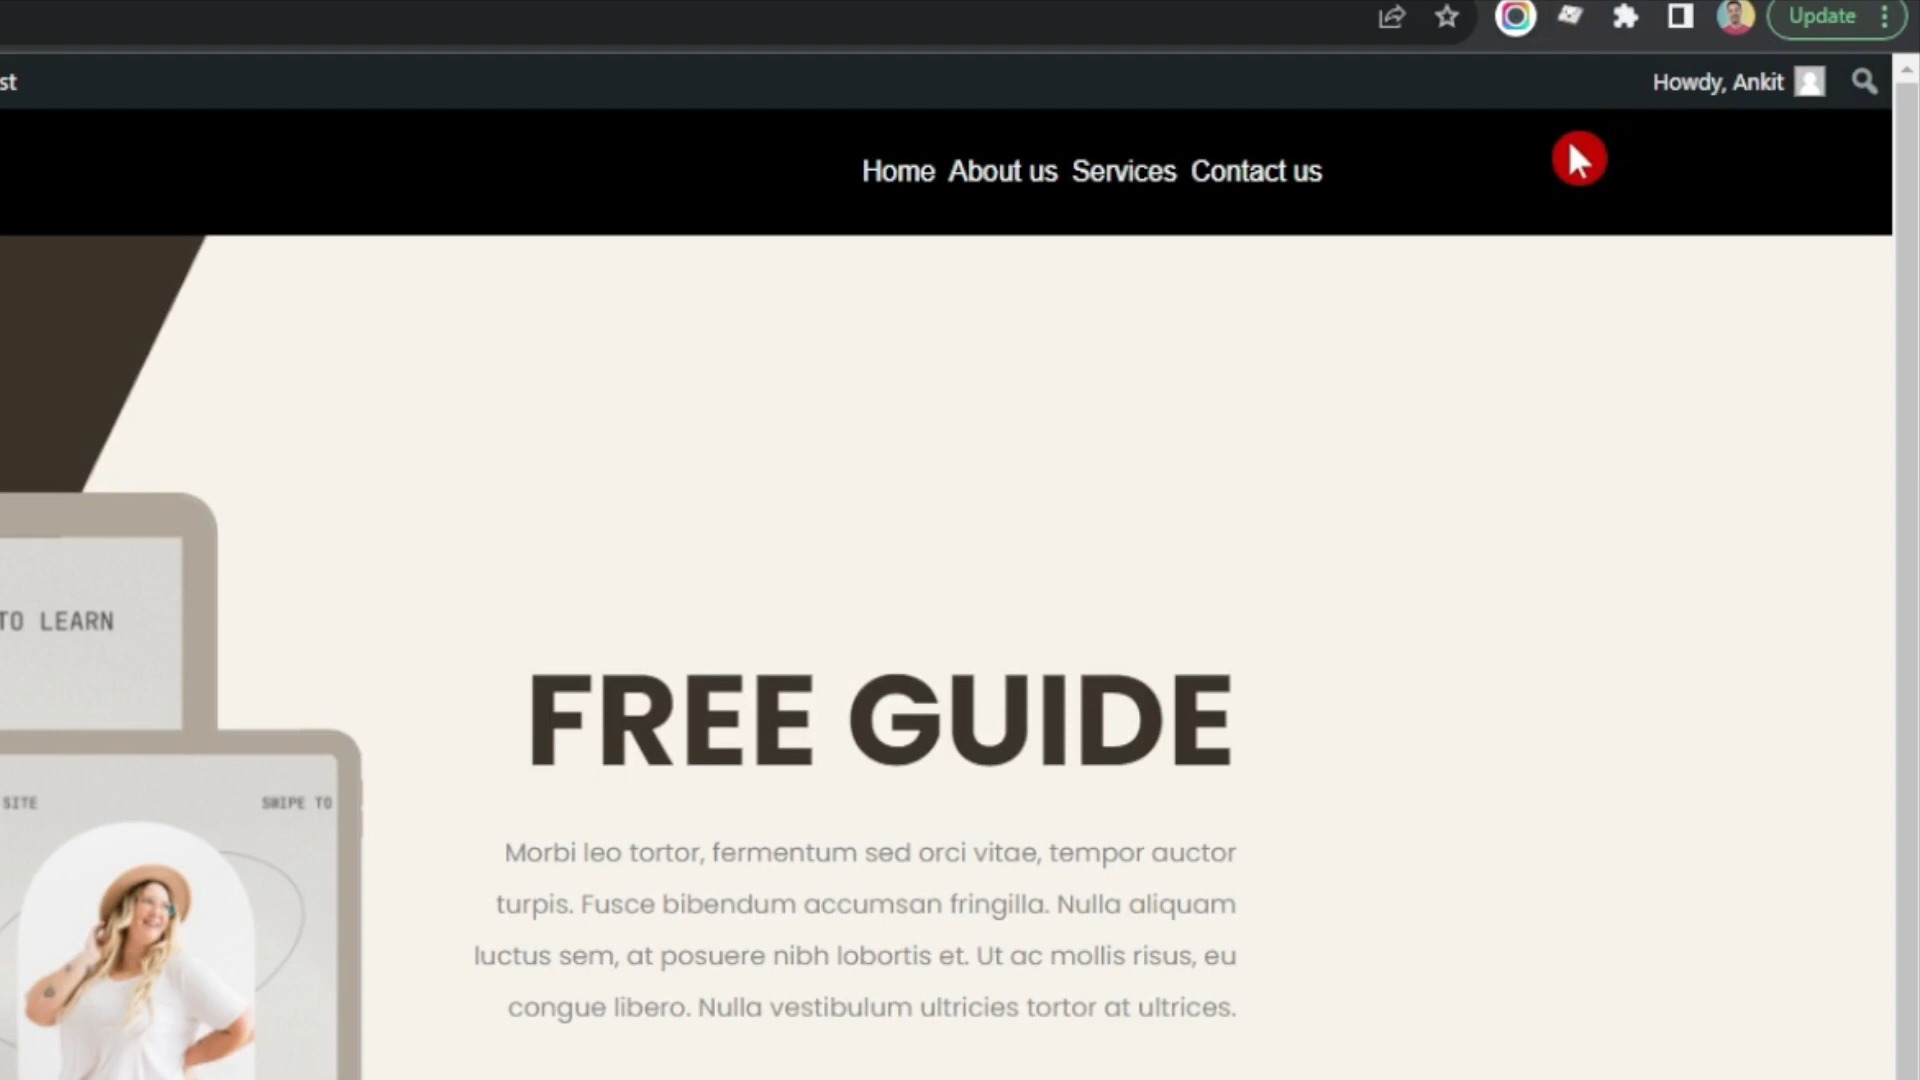 Update
st
Howdy, Ankit
Home About us Services Contact us
TO LEARN
FREE GUIDE
SITE
SWIPE TO
Morbi leo tortor, fermentum sed orci vitae, tempor auctor
turpis. Fusce bibendum accumsan fringilla. Nulla aliquam
luctus sem, at posuere nibh lobortis et. Ut ac mollis risus, eu
congue libero. Nulla vestibulum ultricies tortor at ultrices.